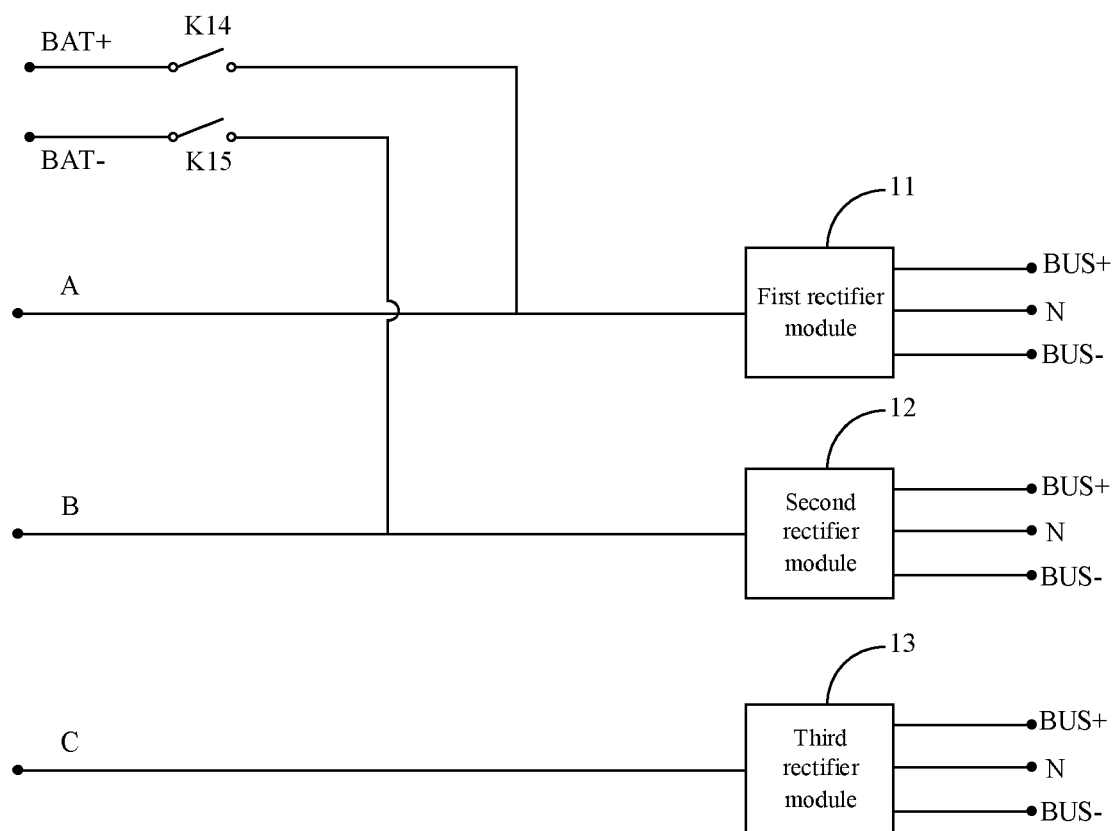 K14
BAT+
BAT-
K15
11
A
First rectifier
module
BUS+
N
BUS-
12
B
Second
rectifier
module
BUS+
N
BUS-
13
C
Third
rectifier
module
BUS+
N
BUS-